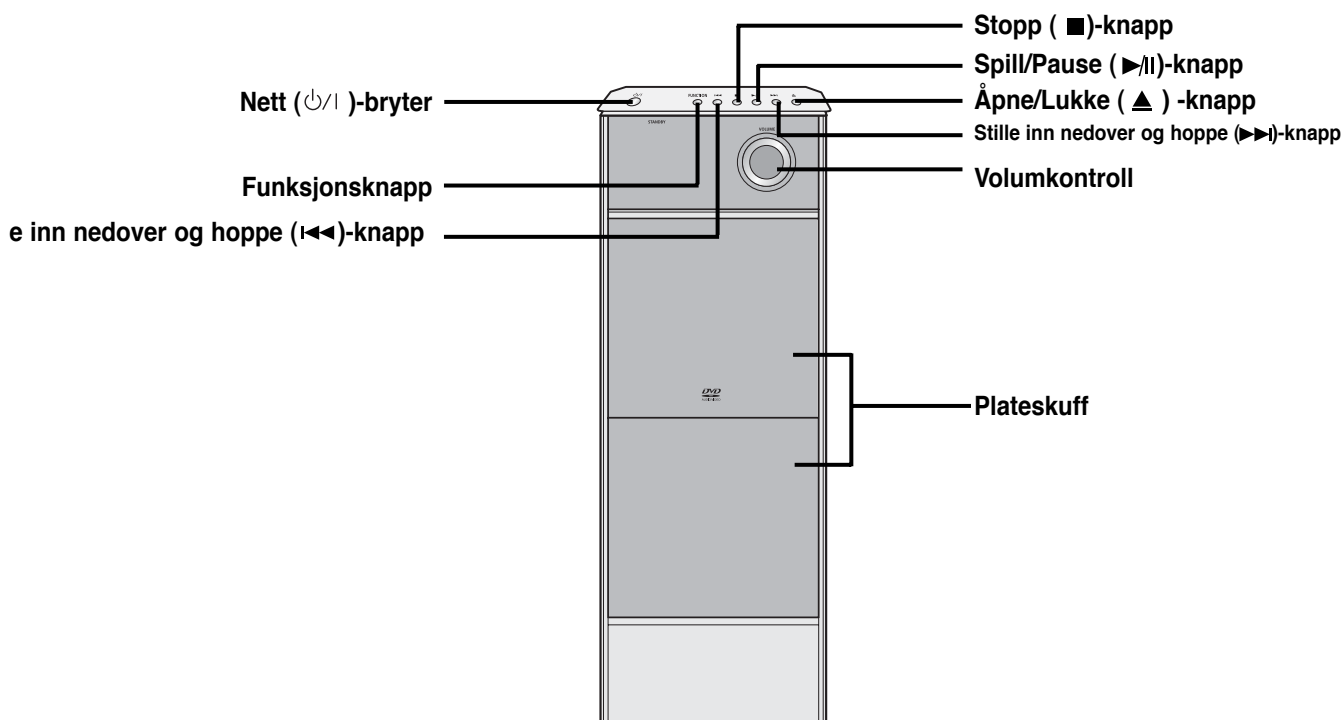 Stopp ( ■)-knapp
Spill/Pause (▶/II)-knapp
Nett (⏻/I )-bryter
Åpne/Lukke ( ▲ ) -knapp
Stille inn nedover og hoppe (▶▶I)-knapp
Funksjonsknapp
Volumkontroll
e inn nedover og hoppe (I◀◀)-knapp
Plateskuff
FUNCTION
STANDBY
VOLUME
DVD